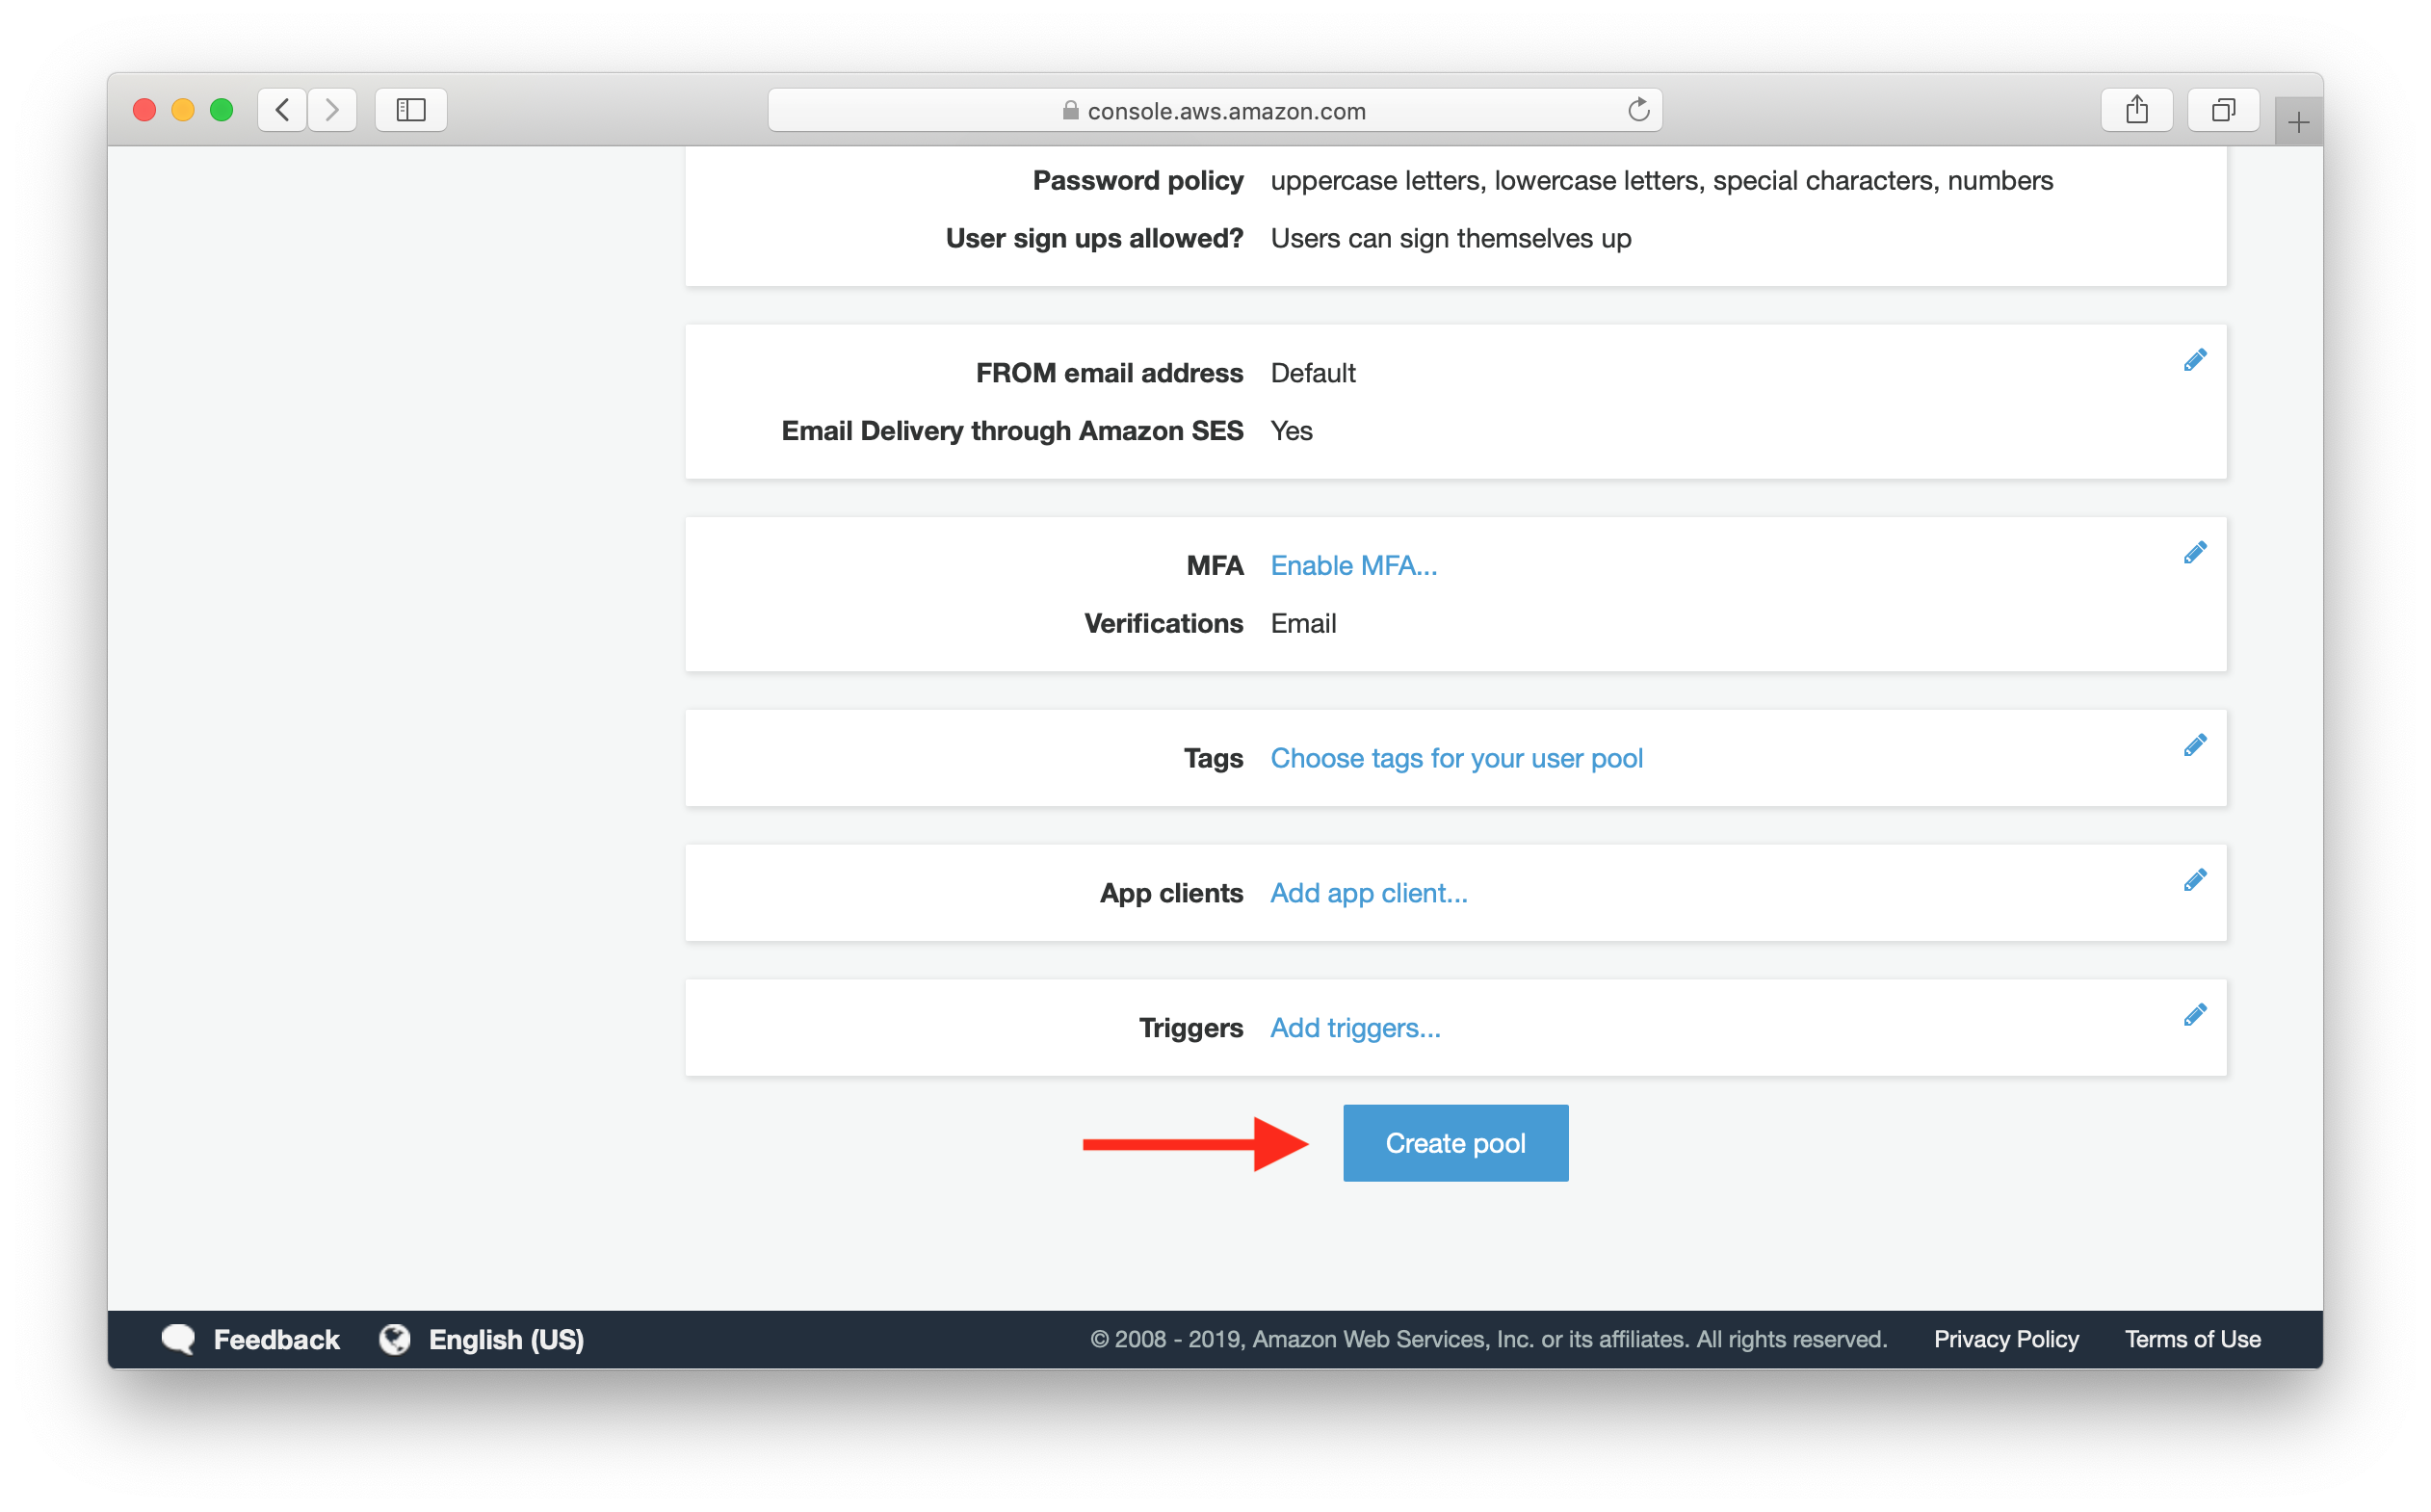 console.aws.amazon.com
Password policy uppercase letters, lowercase letters, special characters, numbers
User sign ups allowed? Users can sign themselves up
FROM email address Default
Email Delivery through Amazon SES Yes
MFA Enable MFA...
Verifications Email
Tags Choose tags for your user pool
App clients Add app client...
Triggers Add triggers...
Create pool
Feedback English (US) © 2008 - 2019, Amazon Web Services, Inc. or its affiliates. All rights reserved. Privacy Policy Terms of Use